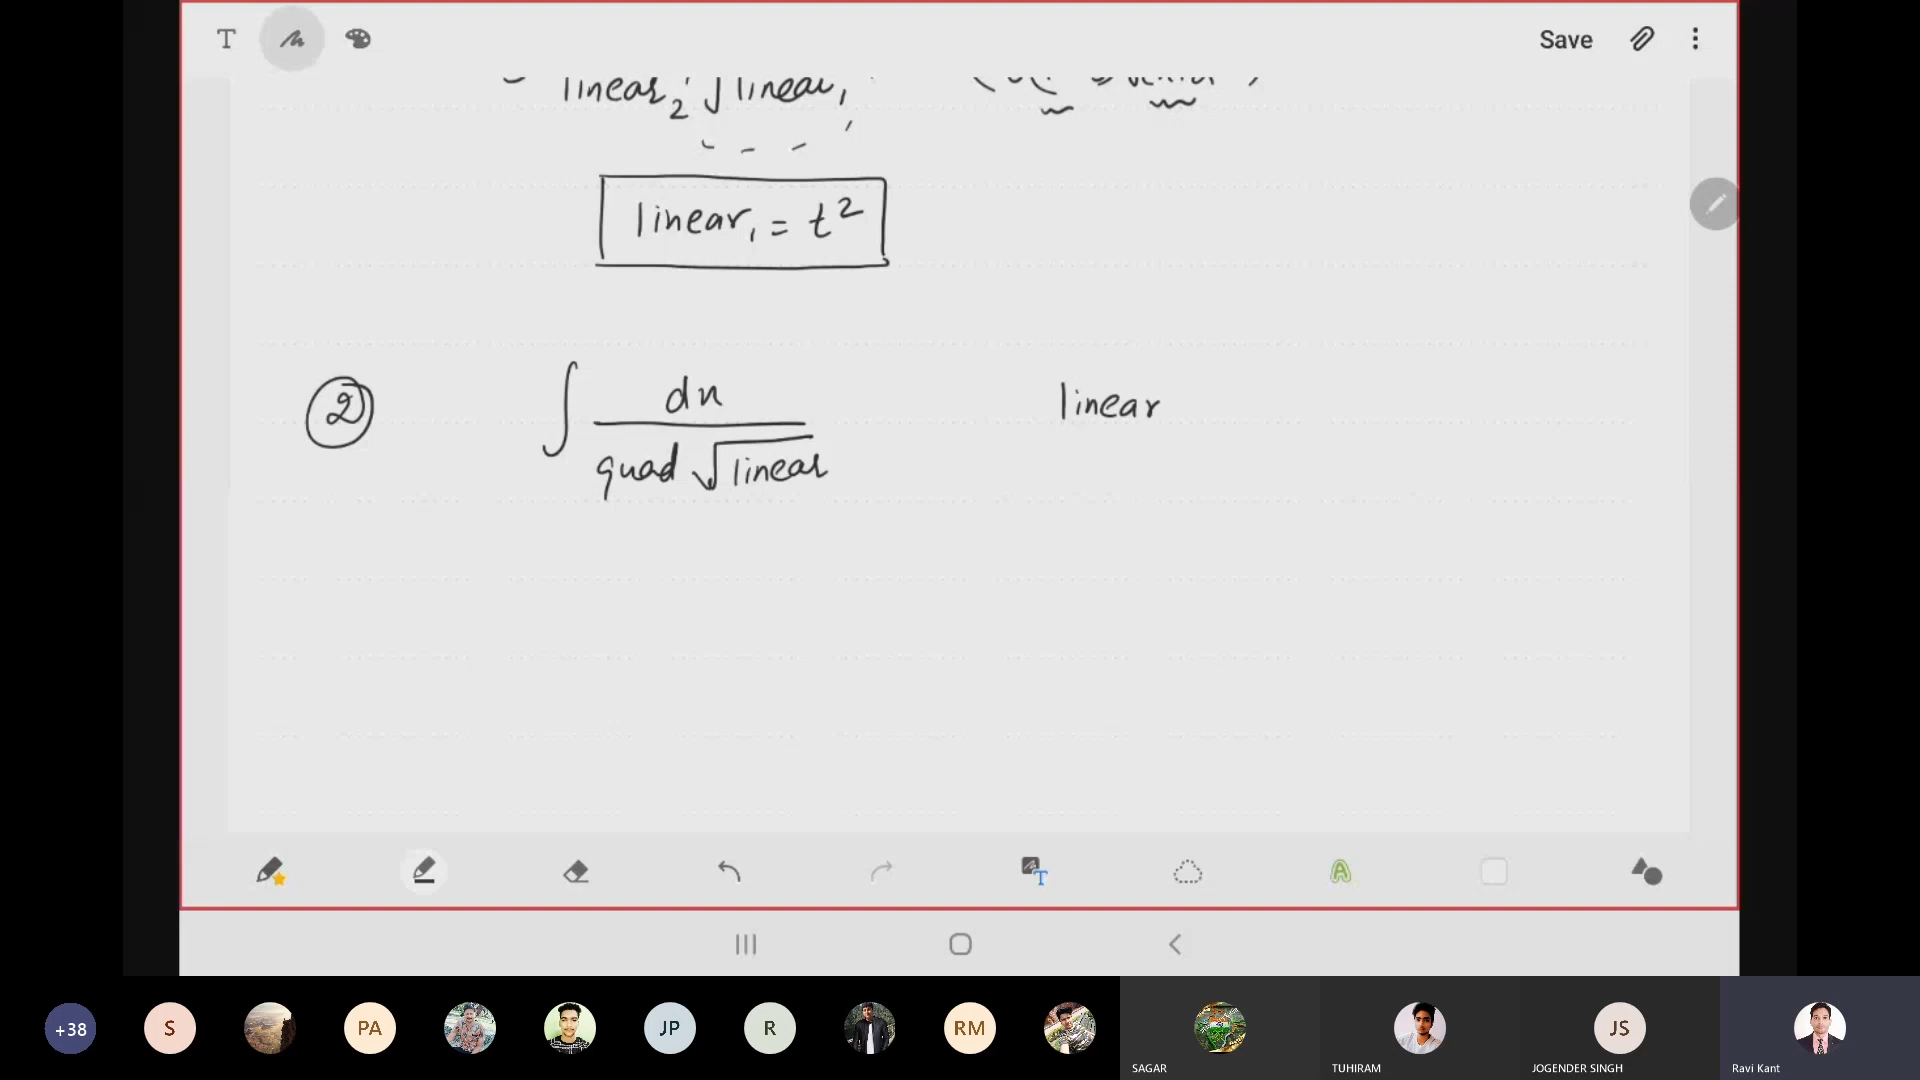 T Save
linear₂ √linear₁
linear₁ = t²
② ∫ dx / quad √linear linear
T A
+38 S PA JP R RM JS
SAGAR TUHIRAM JOGENDER SINGH Ravi Kant